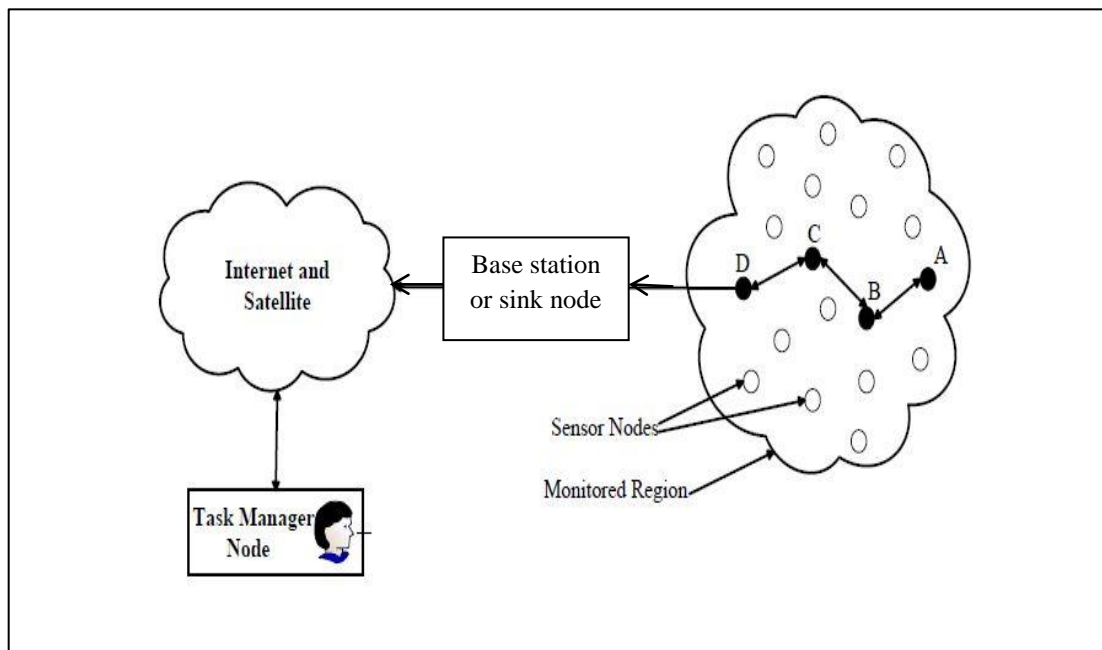 Internet and
Satellite
Base station
or sink node
D
C
B
A
Sensor Nodes
Monitored Region
Task Manager
Node